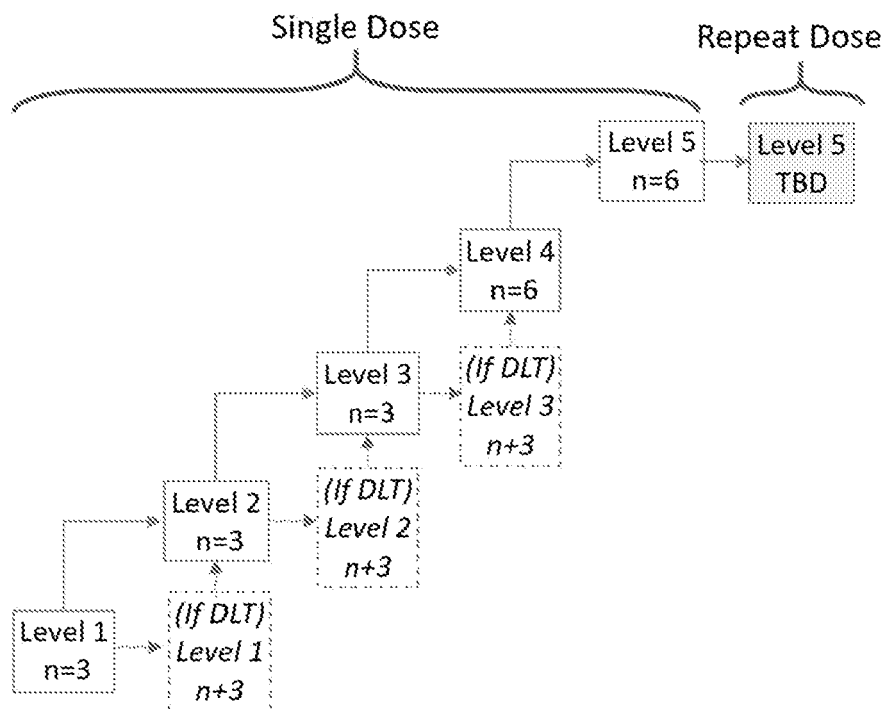 Single Dose
Repeat Dose
Level 5
n=6
Level 5
TBD
Level 4
n=6
Level 3
n=3
(If DLT)
Level 3
n+3
Level 2
n=3
(If DLT)
Level 2
n+3
Level 1
n=3
(If DLT)
Level 1
n+3